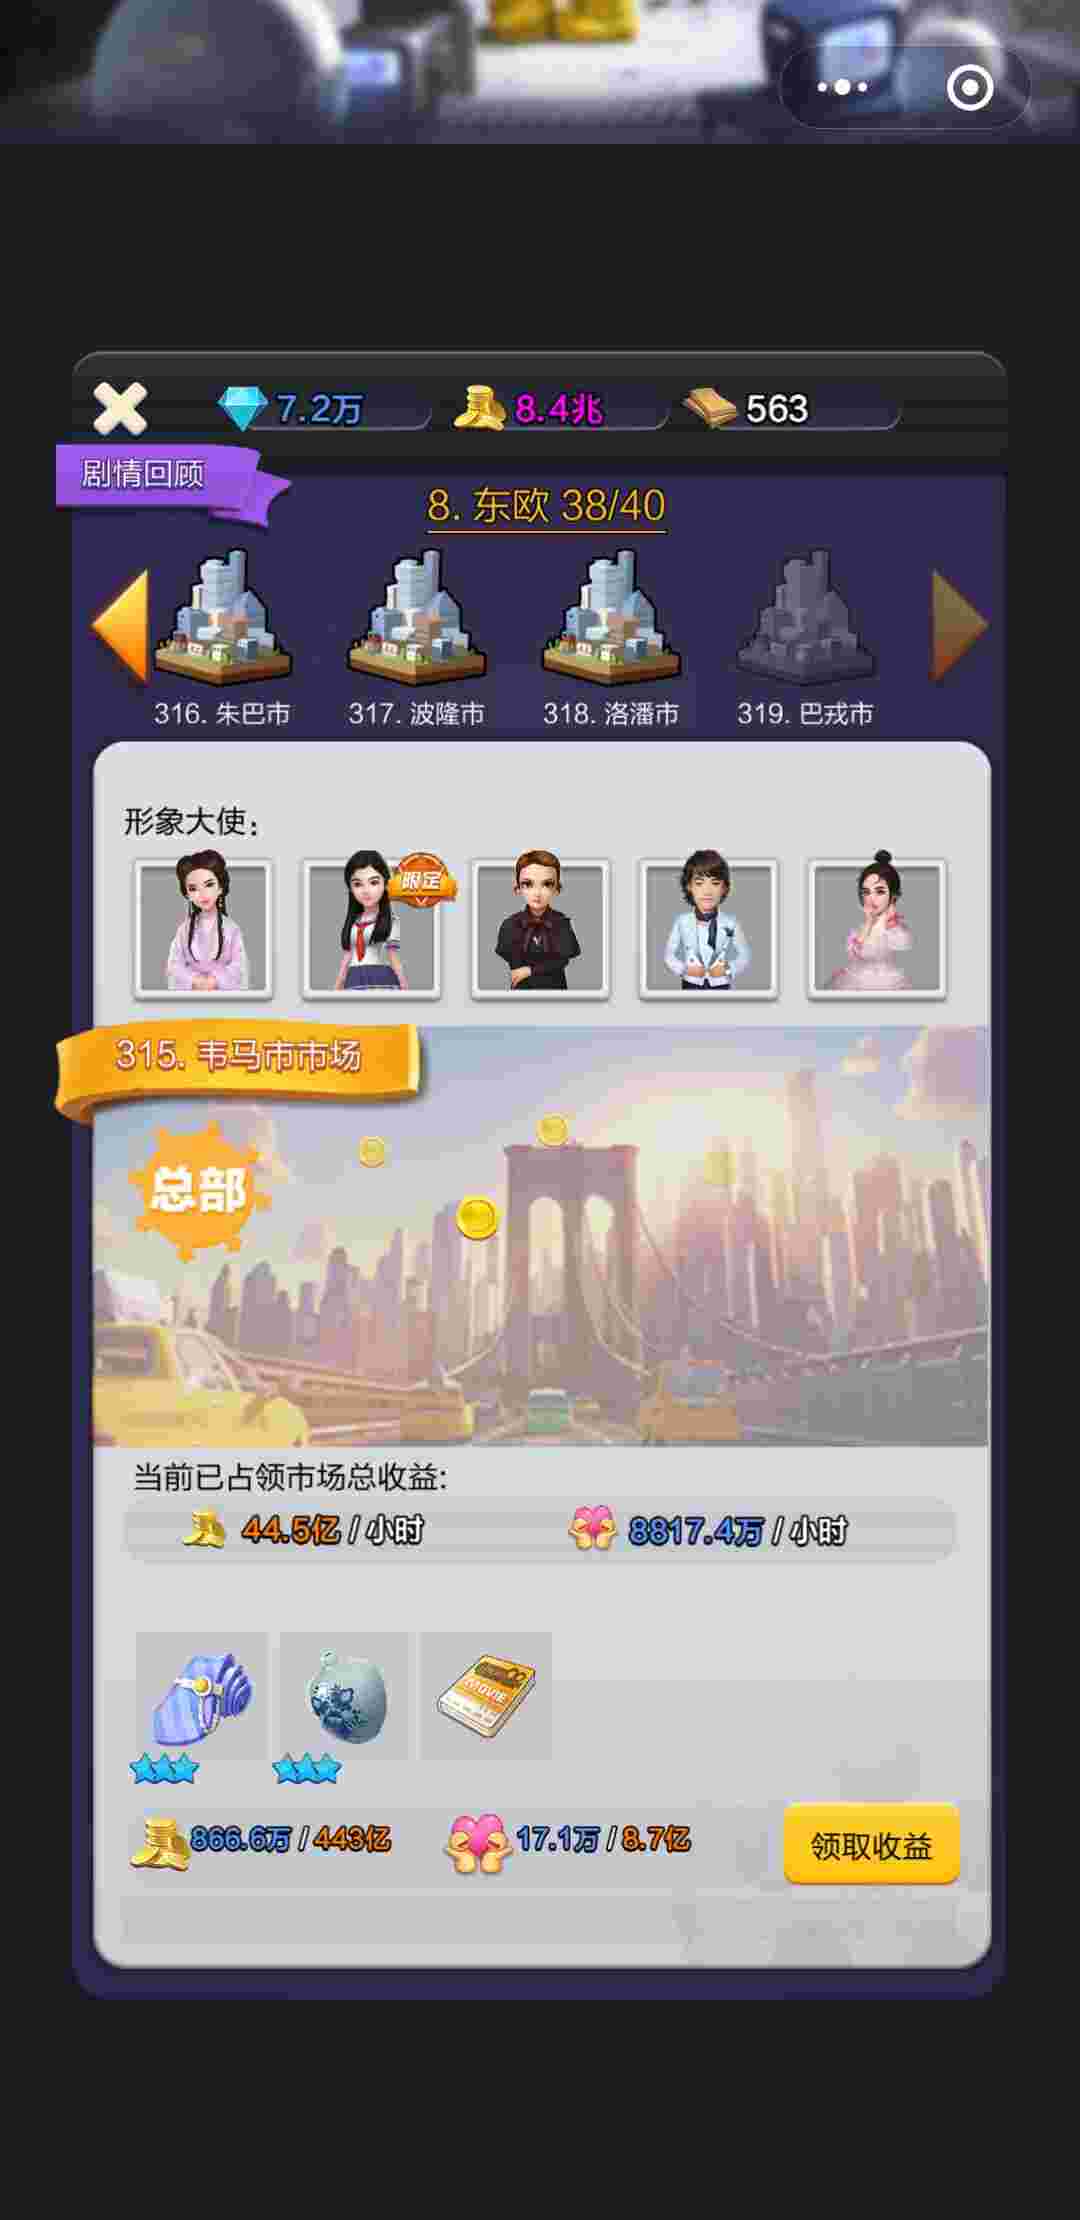 7.2万 8.4兆 563
剧情回顾
8. 东欧 38/40
316. 朱巴市 317. 波隆市 318. 洛潘市 319. 巴戎市
形象大使：
限定
315. 韦马市市场
总部
当前已占领市场总收益:
44.5亿 / 小时 8817.4万 / 小时
MOVIE
866.6万 / 443亿 17.1万 / 8.7亿
领取收益